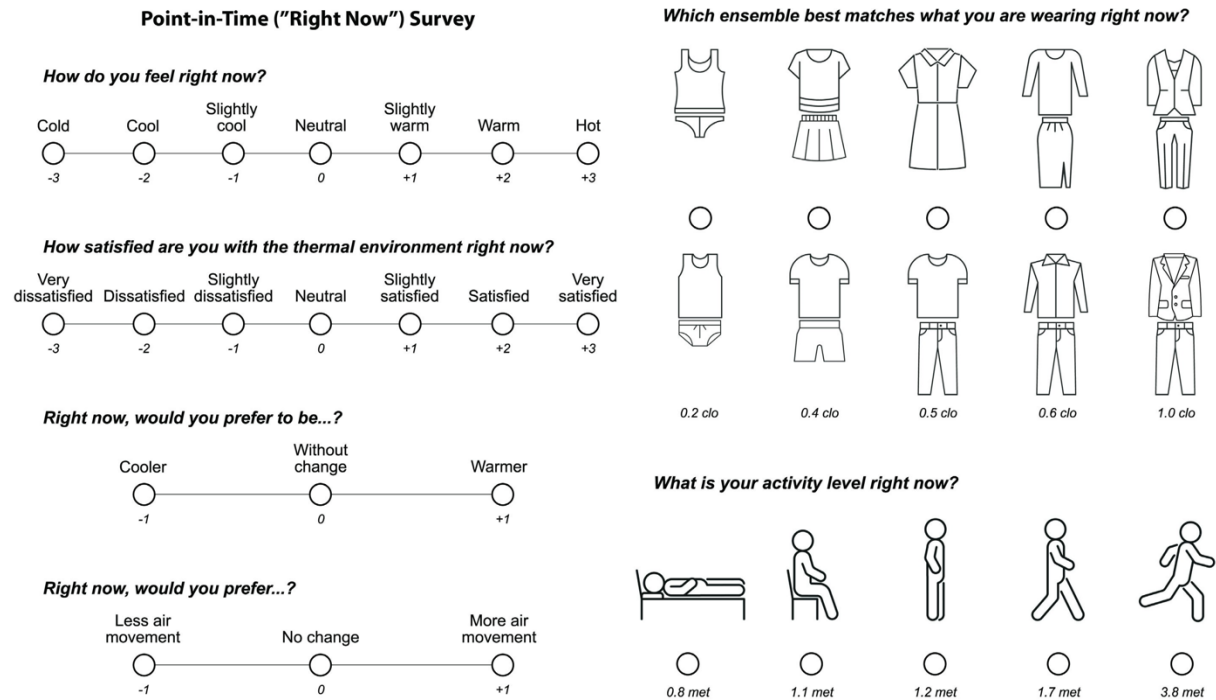 Point-in-Time ("Right Now") Survey
How do you feel right now?
Cold Cool Slightly cool Neutral Slightly warm Warm Hot
-3 -2 -1 0 +1 +2 +3
How satisfied are you with the thermal environment right now?
Very dissatisfied Dissatisfied Slightly dissatisfied Neutral Slightly satisfied Satisfied Very satisfied
-3 -2 -1 0 +1 +2 +3
Right now, would you prefer to be...?
Cooler Without change Warmer
-1 0 +1
Right now, would you prefer...?
Less air movement No change More air movement
-1 0 +1
Which ensemble best matches what you are wearing right now?
0.2 clo 0.4 clo 0.5 clo 0.6 clo 1.0 clo
What is your activity level right now?
0.8 met 1.1 met 1.2 met 1.7 met 3.8 met